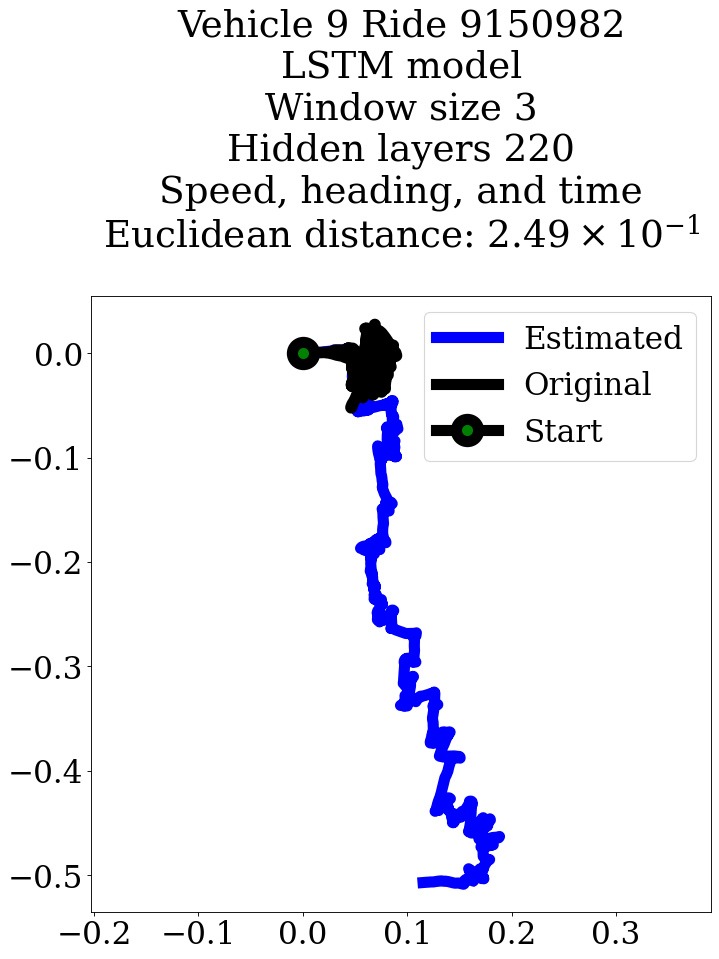 Vehicle 9 Ride 9150982
LSTM model
Window size 3
Hidden layers 220
Speed, heading, and time
Euclidean distance: 2.49 × 10⁻¹
Estimated
Original
Start
0.0
−0.1
−0.2
−0.3
−0.4
−0.5
−0.2 −0.1 0.0 0.1 0.2 0.3